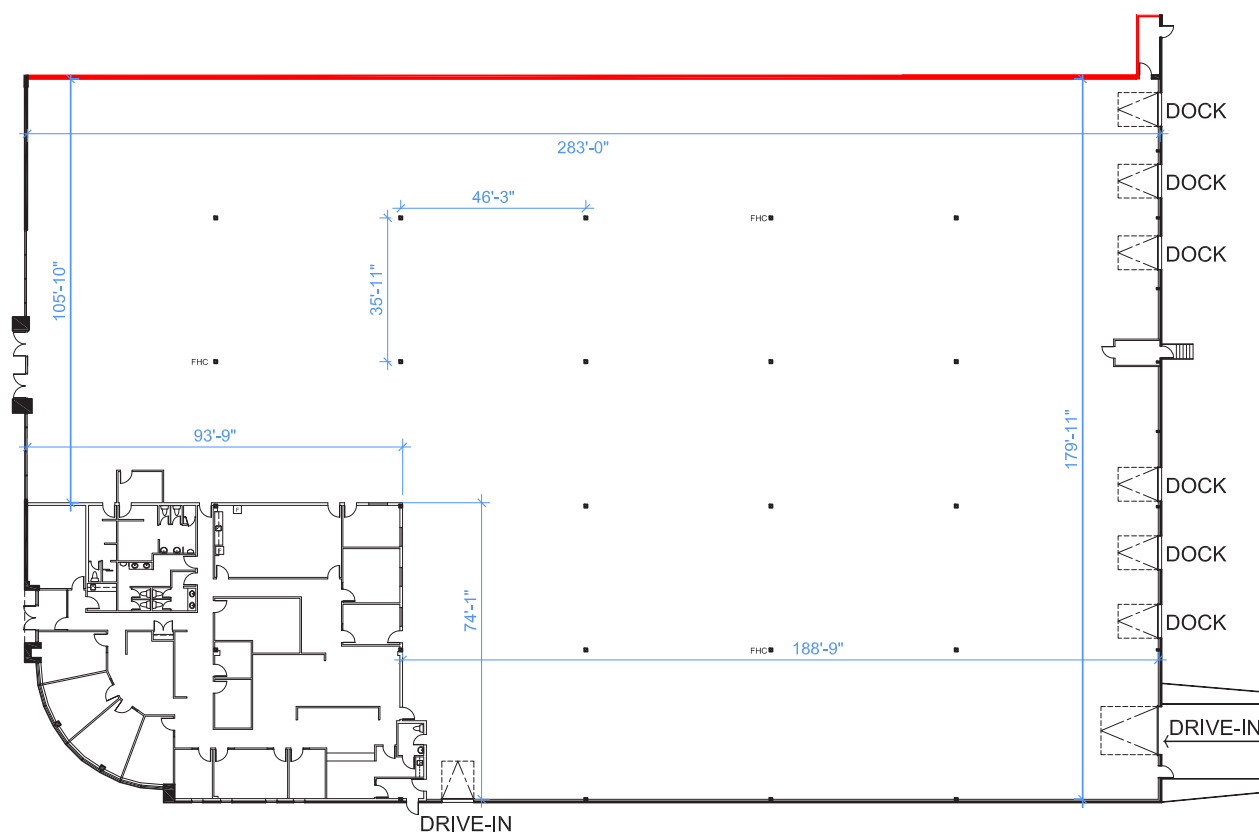 DOCK
283'-0"
DOCK
46'-3"
FHC
DOCK
105'-10"
35'-11"
FHC
93'-9"
179'-11"
DOCK
F
F
DOCK
74'-1"
DOCK
FHC
188'-9"
DRIVE-IN
DRIVE-IN